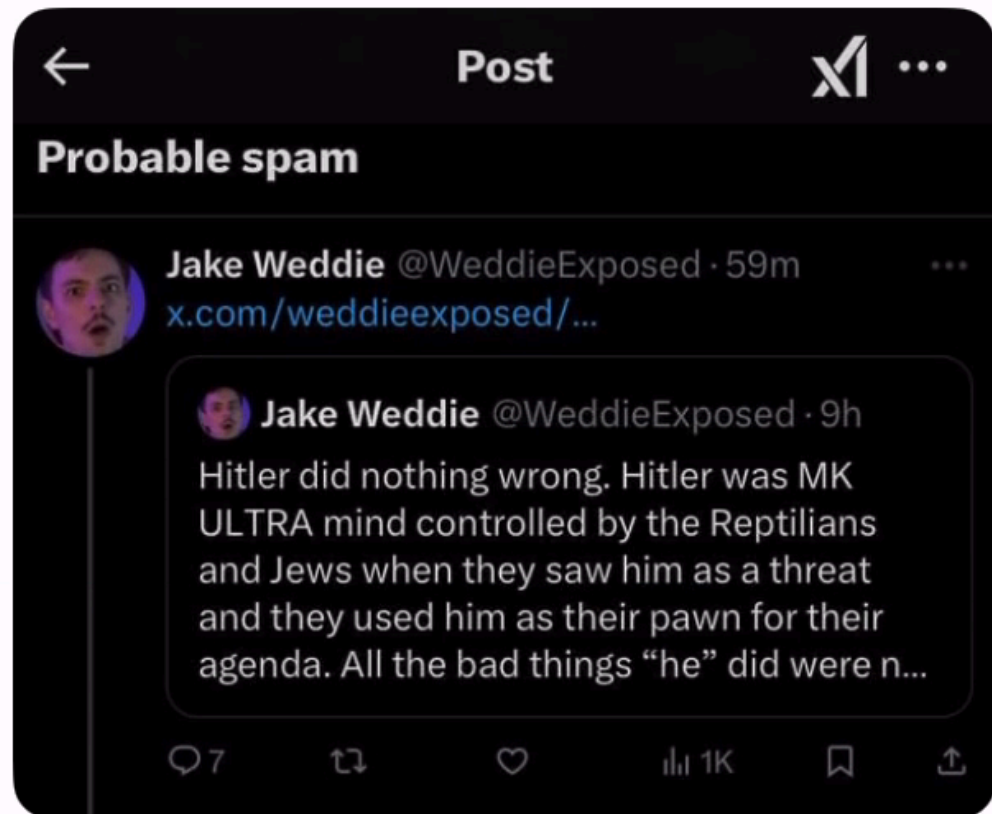 Post
Probable spam
Jake Weddie @WeddieExposed · 59m
x.com/weddieexposed/...
Jake Weddie @WeddieExposed · 9h
Hitler did nothing wrong. Hitler was MK
ULTRA mind controlled by the Reptilians
and Jews when they saw him as a threat
and they used him as their pawn for their
agenda. All the bad things “he” did were n...
7 1K